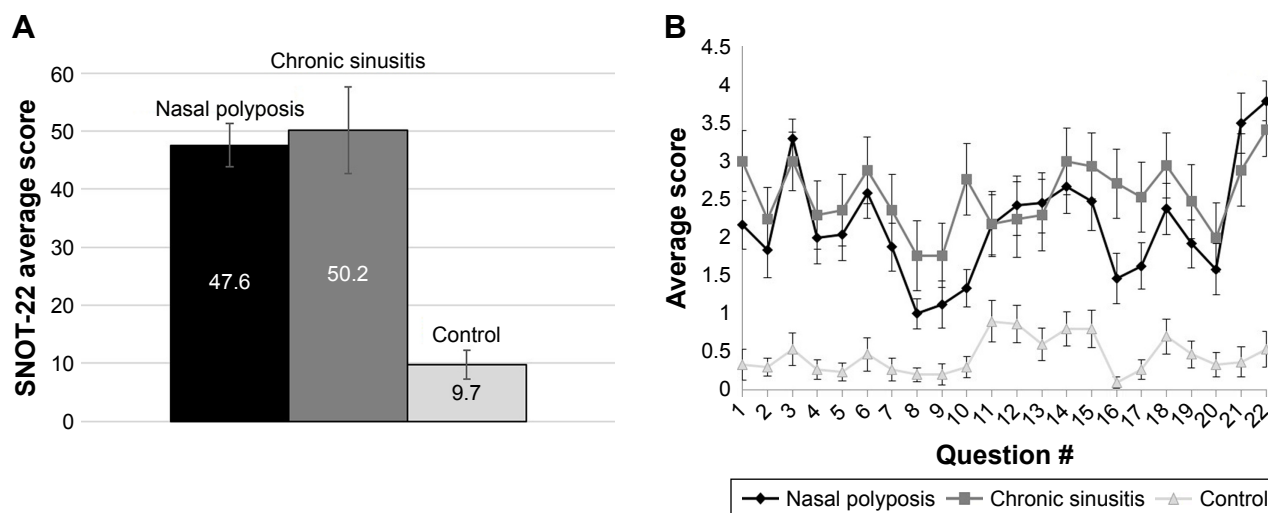 A
SNOT-22 average score
60
50
40
30
20
10
0
Nasal polyposis
Chronic sinusitis
Control
47.6
50.2
9.7
B
Average score
4.5
4
3.5
3
2.5
2
1.5
1
0.5
0
1 2 3 4 5 6 7 8 9 10 11 12 13 14 15 16 17 18 19 20 21 22
Question #
Nasal polyposis Chronic sinusitis Control